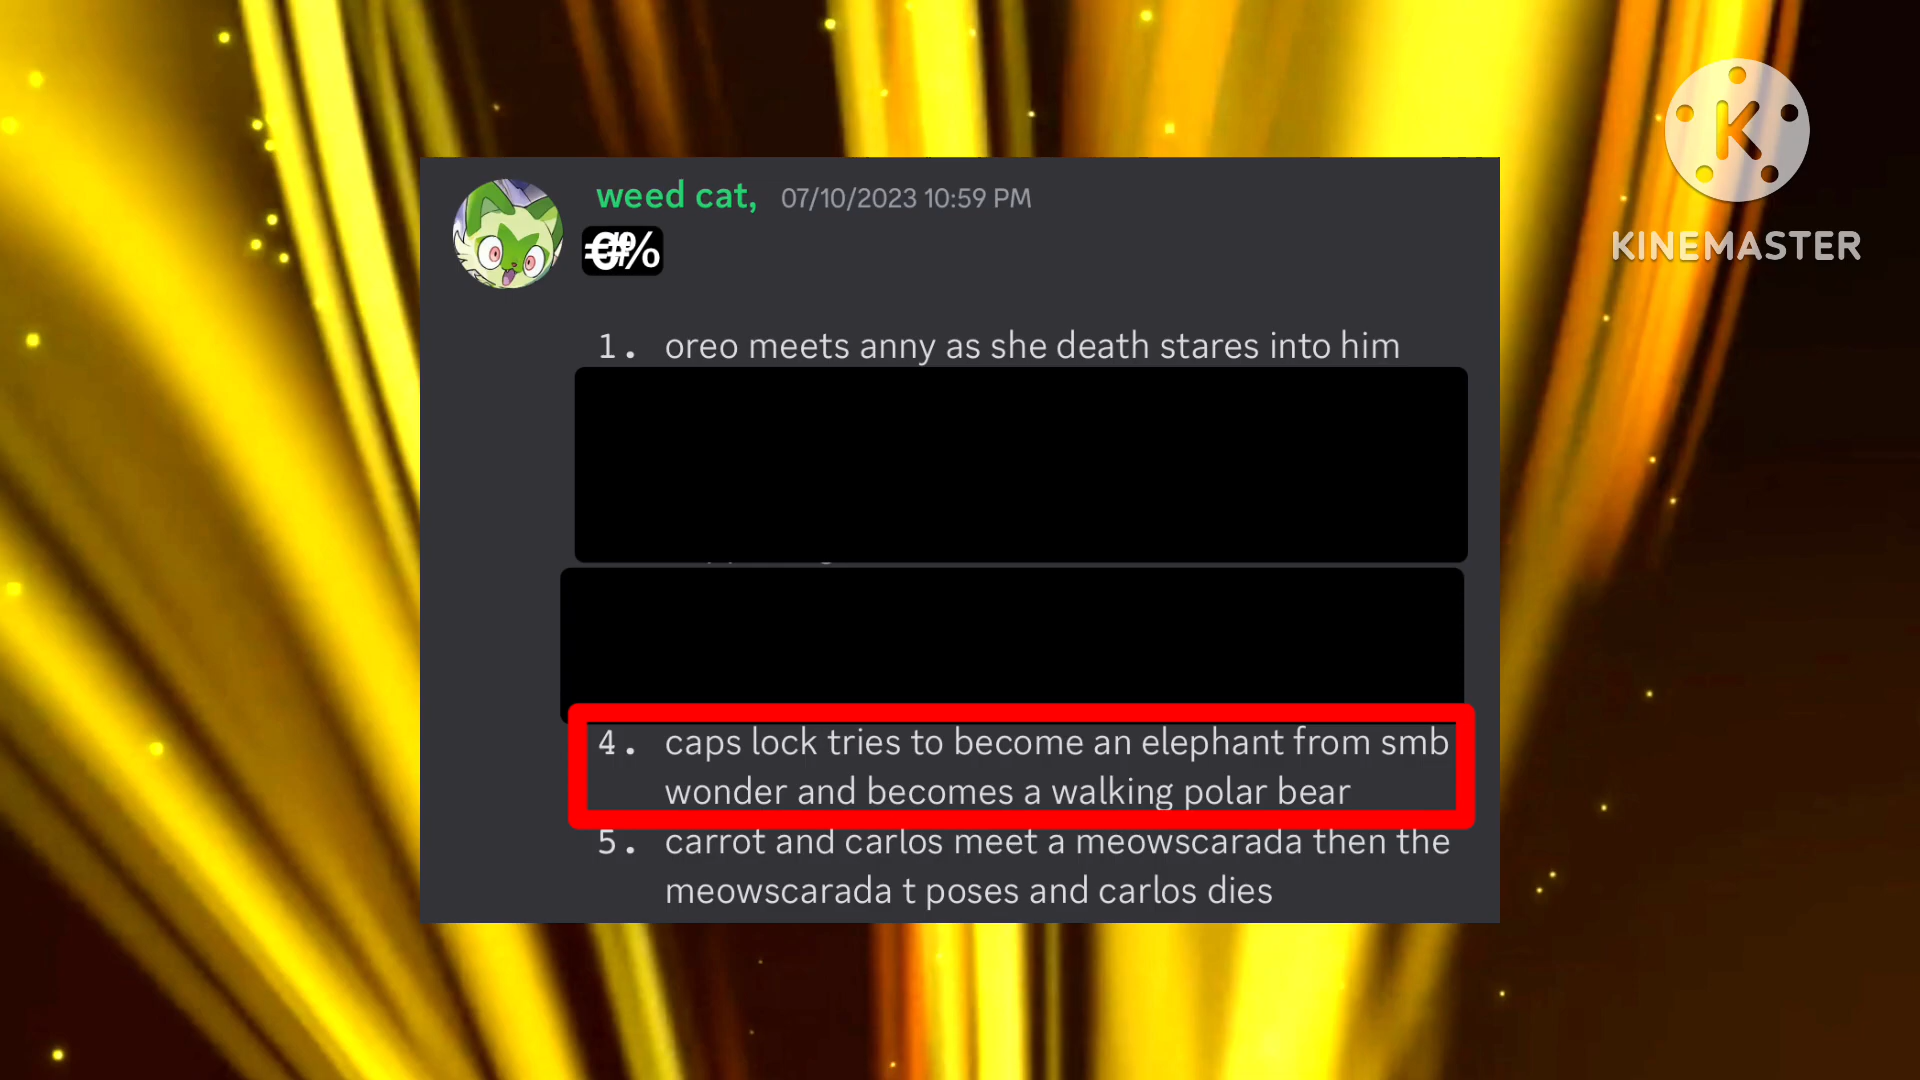 K
KINEMASTER
weed cat, 07/10/2023 10:59 PM
€#%
1. oreo meets anny as she death stares into him
4. caps lock tries to become an elephant from smb
wonder and becomes a walking polar bear
5. carrot and carlos meet a meowscarada then the
meowscarada t poses and carlos dies